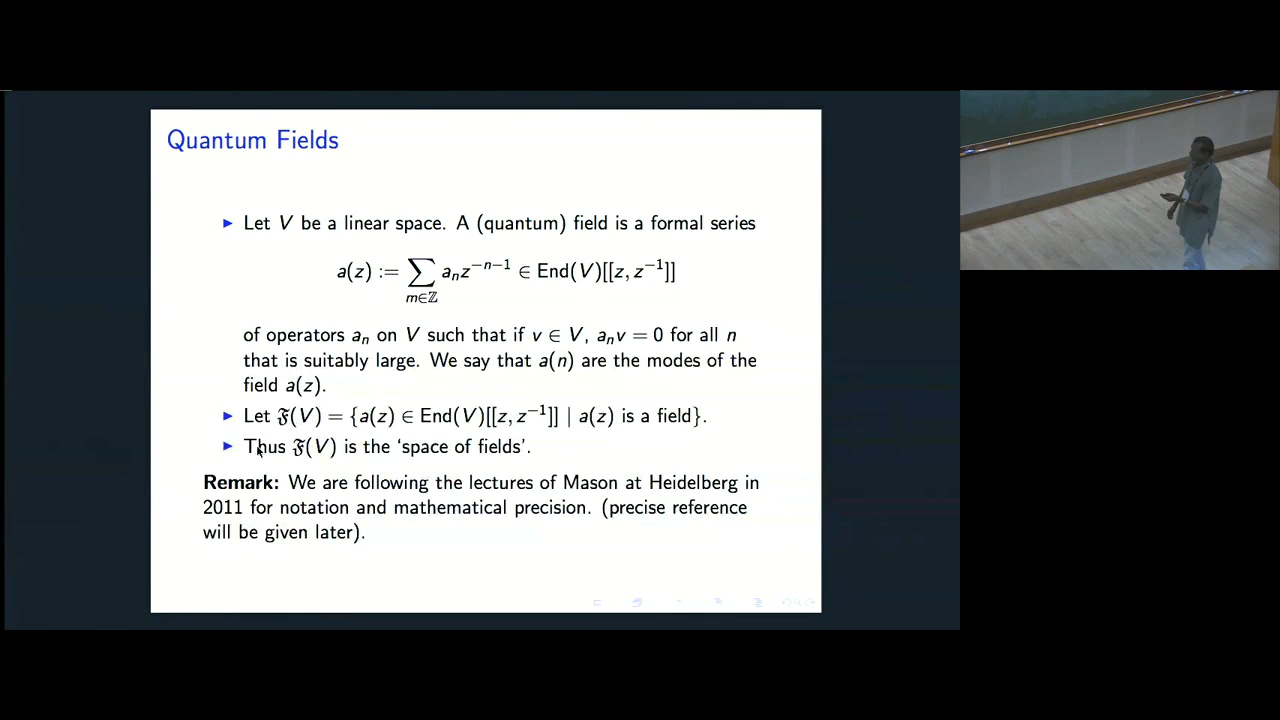 Quantum Fields
▶ Let V be a linear space. A (quantum) field is a formal series
a(z) := ∑_{m∈ℤ} a_n z^{−n−1} ∈ End(V)[[z, z^{−1}]]
of operators a_n on V such that if v ∈ V, a_n v = 0 for all n
that is suitably large. We say that a(n) are the modes of the
field a(z).
▶ Let 𝔉(V) = {a(z) ∈ End(V)[[z, z^{−1}]] | a(z) is a field}.
▶ Thus 𝔉(V) is the ‘space of fields’.
Remark: We are following the lectures of Mason at Heidelberg in
2011 for notation and mathematical precision. (precise reference
will be given later).